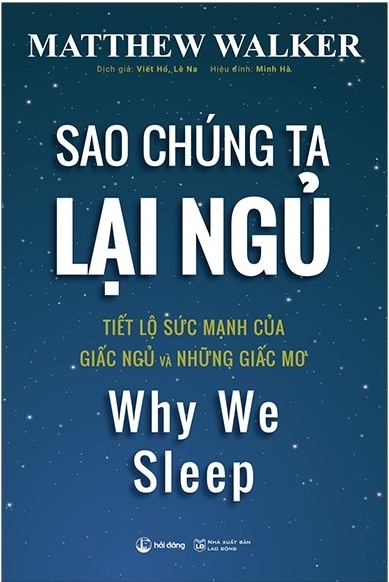 MATTHEW WALKER
Dịch giả: Viết Hổ, Lê Na    Hiệu đính: Minh Hà.
SAO CHÚNG TA
LẠI NGỦ
TIẾT LỘ SỨC MẠNH CỦA
GIẤC NGỦ VÀ NHỮNG GIẤC MƠ
Why We
Sleep
hải đăng
LĐ
NHÀ XUẤT BẢN
LAO ĐỘNG